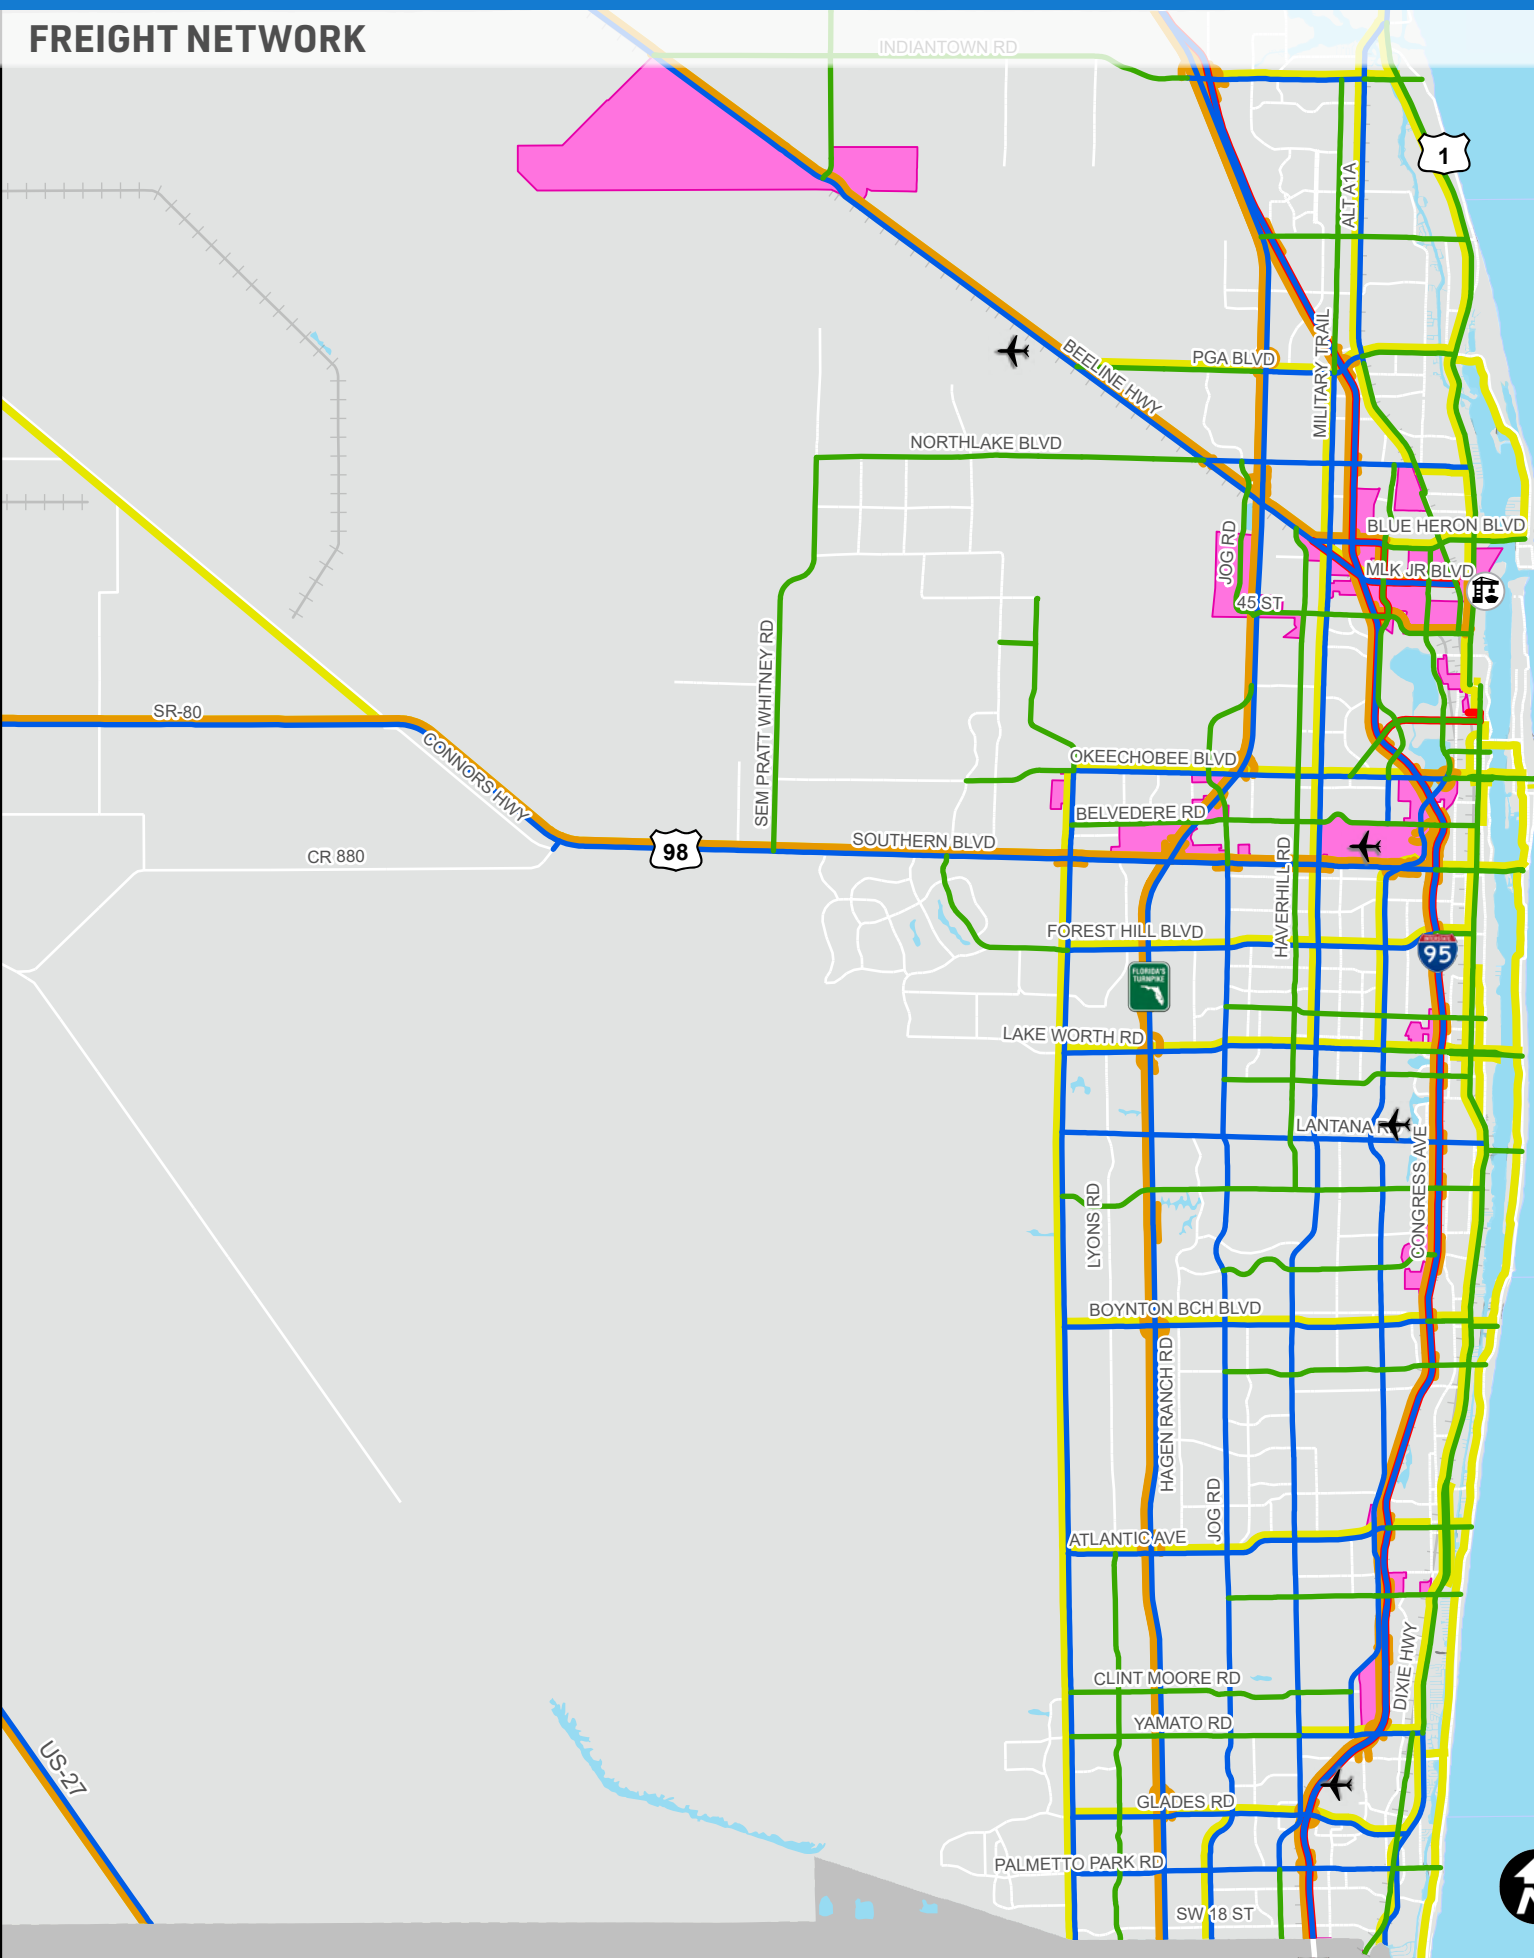 FREIGHT NETWORK
INDIANTOWN RD
1
ALT A1A
MILITARY TRAIL
PGA BLVD
BEELINE HWY
NORTHLAKE BLVD
BLUE HERON BLVD
JOG RD
MLK JR BLVD
45 ST
SEM PRATT WHITNEY RD
SR-80
CONNORS HWY
OKEECHOBEE BLVD
BELVEDERE RD
SOUTHERN BLVD
98
CR 880
HAVERHILL RD
FOREST HILL BLVD
95
FLORIDA'S
TURNPIKE
LAKE WORTH RD
LANTANA RD
CONGRESS AVE
LYONS RD
BOYNTON BCH BLVD
HAGEN RANCH RD
JOG RD
ATLANTIC AVE
DIXIE HWY
CLINT MOORE RD
YAMATO RD
US-27
GLADES RD
PALMETTO PARK RD
SW 18 ST